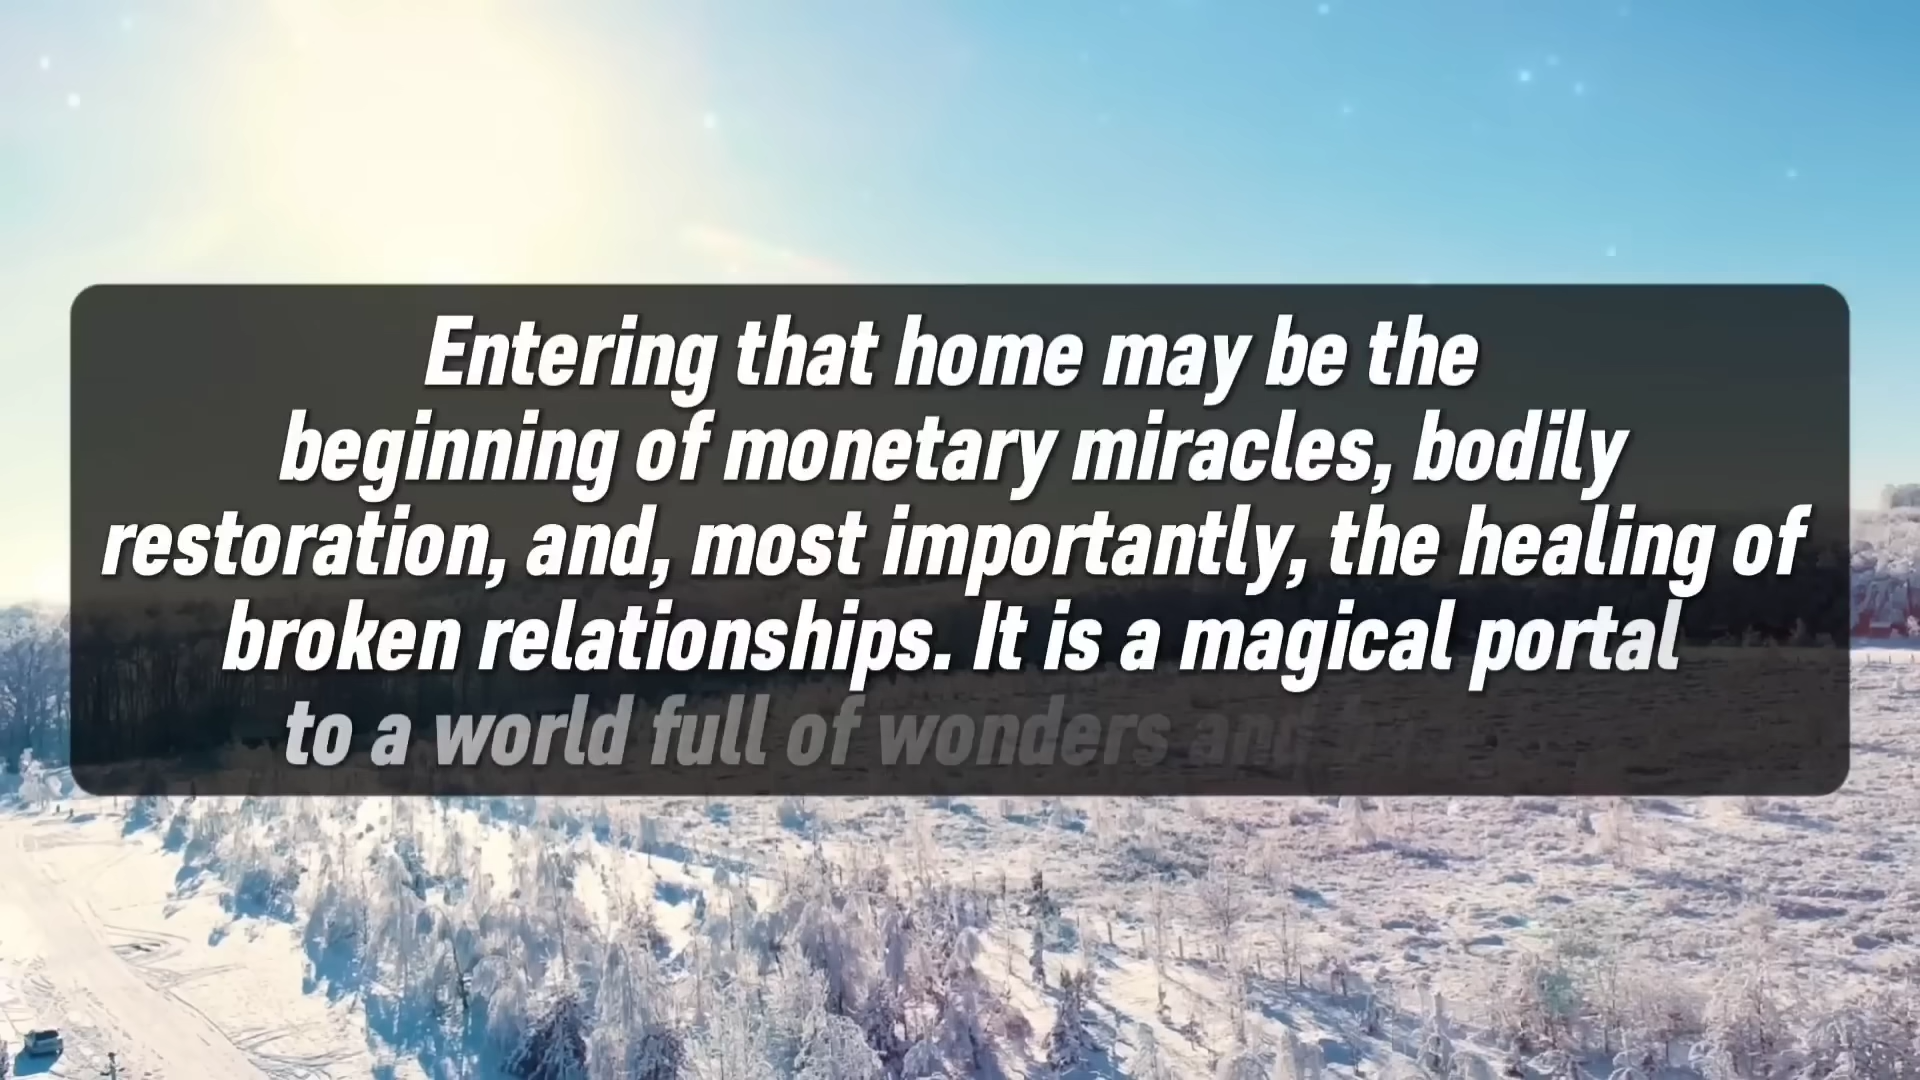 Entering that home may be the
beginning of monetary miracles, bodily
restoration, and, most importantly, the healing of
broken relationships. It is a magical portal
to a world full of wonders and